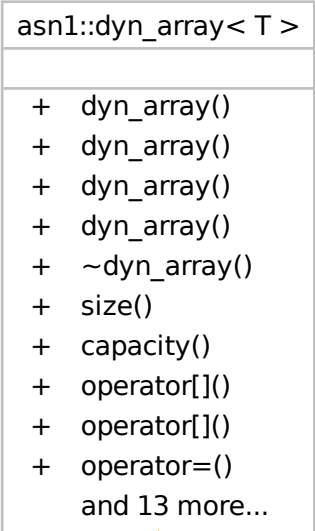 asn1::dyn_array< T >
+ dyn_array()
+ dyn_array()
+ dyn_array()
+ dyn_array()
+ ~dyn_array()
+ size()
+ capacity()
+ operator[]()
+ operator[]()
+ operator=()
and 13 more...